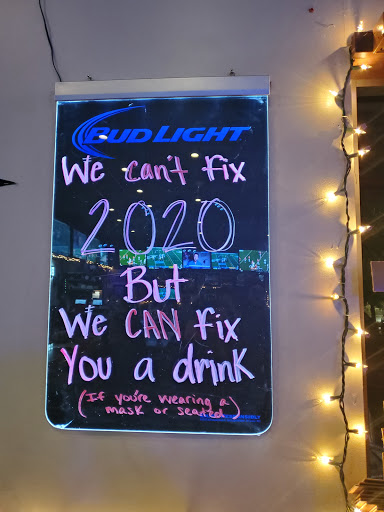 BUD LIGHT
We can't fix
2020
But
We CAN fix
You a drink
(If you're wearing a)
mask or seated